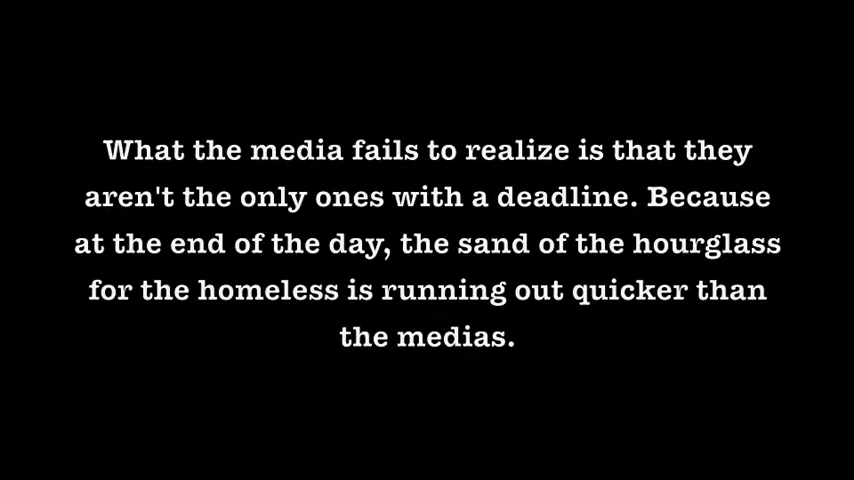 What the media fails to realize is that they
aren't the only ones with a deadline. Because
at the end of the day, the sand of the hourglass
for the homeless is running out quicker than
the medias.